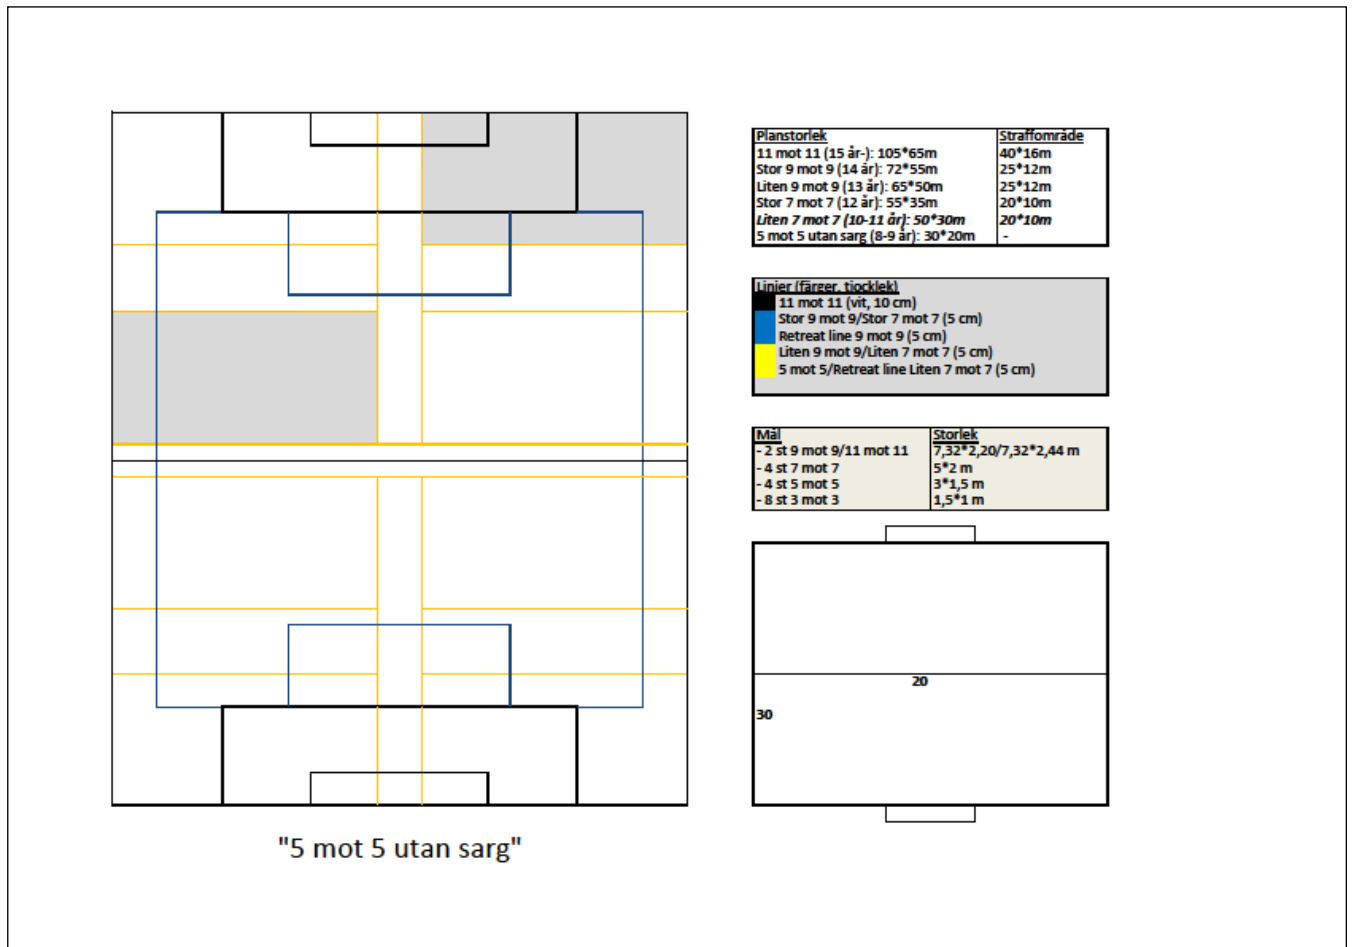 Planstorlek Straffområde
11 mot 11 (15 år-): 105*65m 40*16m
Stor 9 mot 9 (14 år): 72*55m 25*12m
Liten 9 mot 9 (13 år): 65*50m 25*12m
Stor 7 mot 7 (12 år): 55*35m 20*10m
Liten 7 mot 7 (10-11 år): 50*30m 20*10m
5 mot 5 utan sarg (8-9 år): 30*20m -
Linjer (färger, tjocklek)
11 mot 11 (vit, 10 cm)
Stor 9 mot 9/Stor 7 mot 7 (5 cm)
Retreat line 9 mot 9 (5 cm)
Liten 9 mot 9/Liten 7 mot 7 (5 cm)
5 mot 5/Retreat line Liten 7 mot 7 (5 cm)
Mål Storlek
- 2 st 9 mot 9/11 mot 11 7,32*2,20/7,32*2,44 m
- 4 st 7 mot 7 5*2 m
- 4 st 5 mot 5 3*1,5 m
- 8 st 3 mot 3 1,5*1 m
20
30
"5 mot 5 utan sarg"